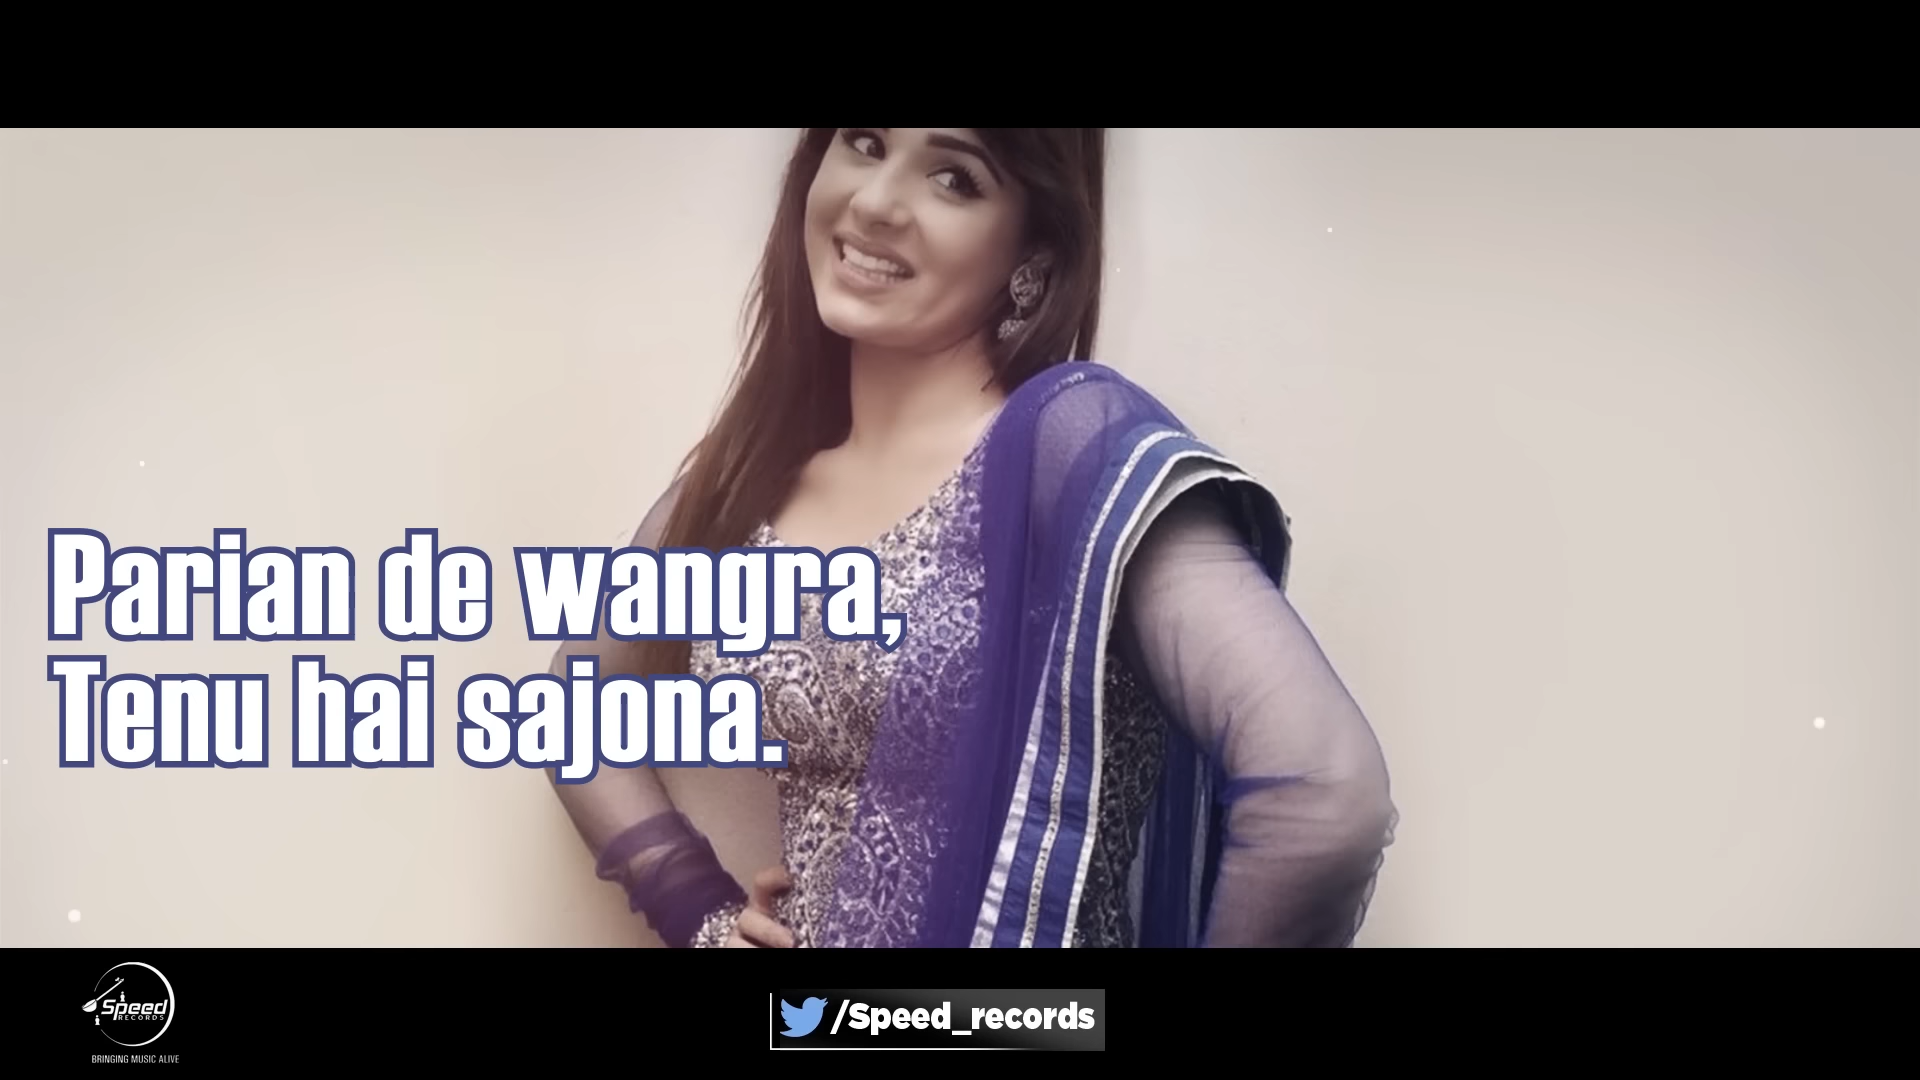 Parian de wangra,
Tenu hai sajona.
Speed
RECORDS
BRINGING MUSIC ALIVE
/Speed_records